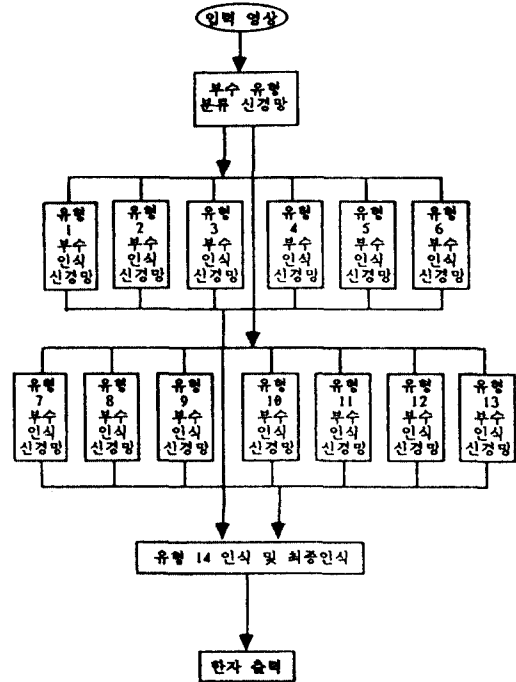 입력 영상
부수 유형
분류 신경망
유형
1
부수
인식
신경망
유형
2
부수
인식
신경망
유형
3
부수
인식
신경망
유형
4
부수
인식
신경망
유형
5
부수
인식
신경망
유형
6
부수
인식
신경망
유형
7
부수
인식
신경망
유형
8
부수
인식
신경망
유형
9
부수
인식
신경망
유형
10
부수
인식
신경망
유형
11
부수
인식
신경망
유형
12
부수
인식
신경망
유형
13
부수
인식
신경망
유형 14 인식 및 최종인식
한자 출력